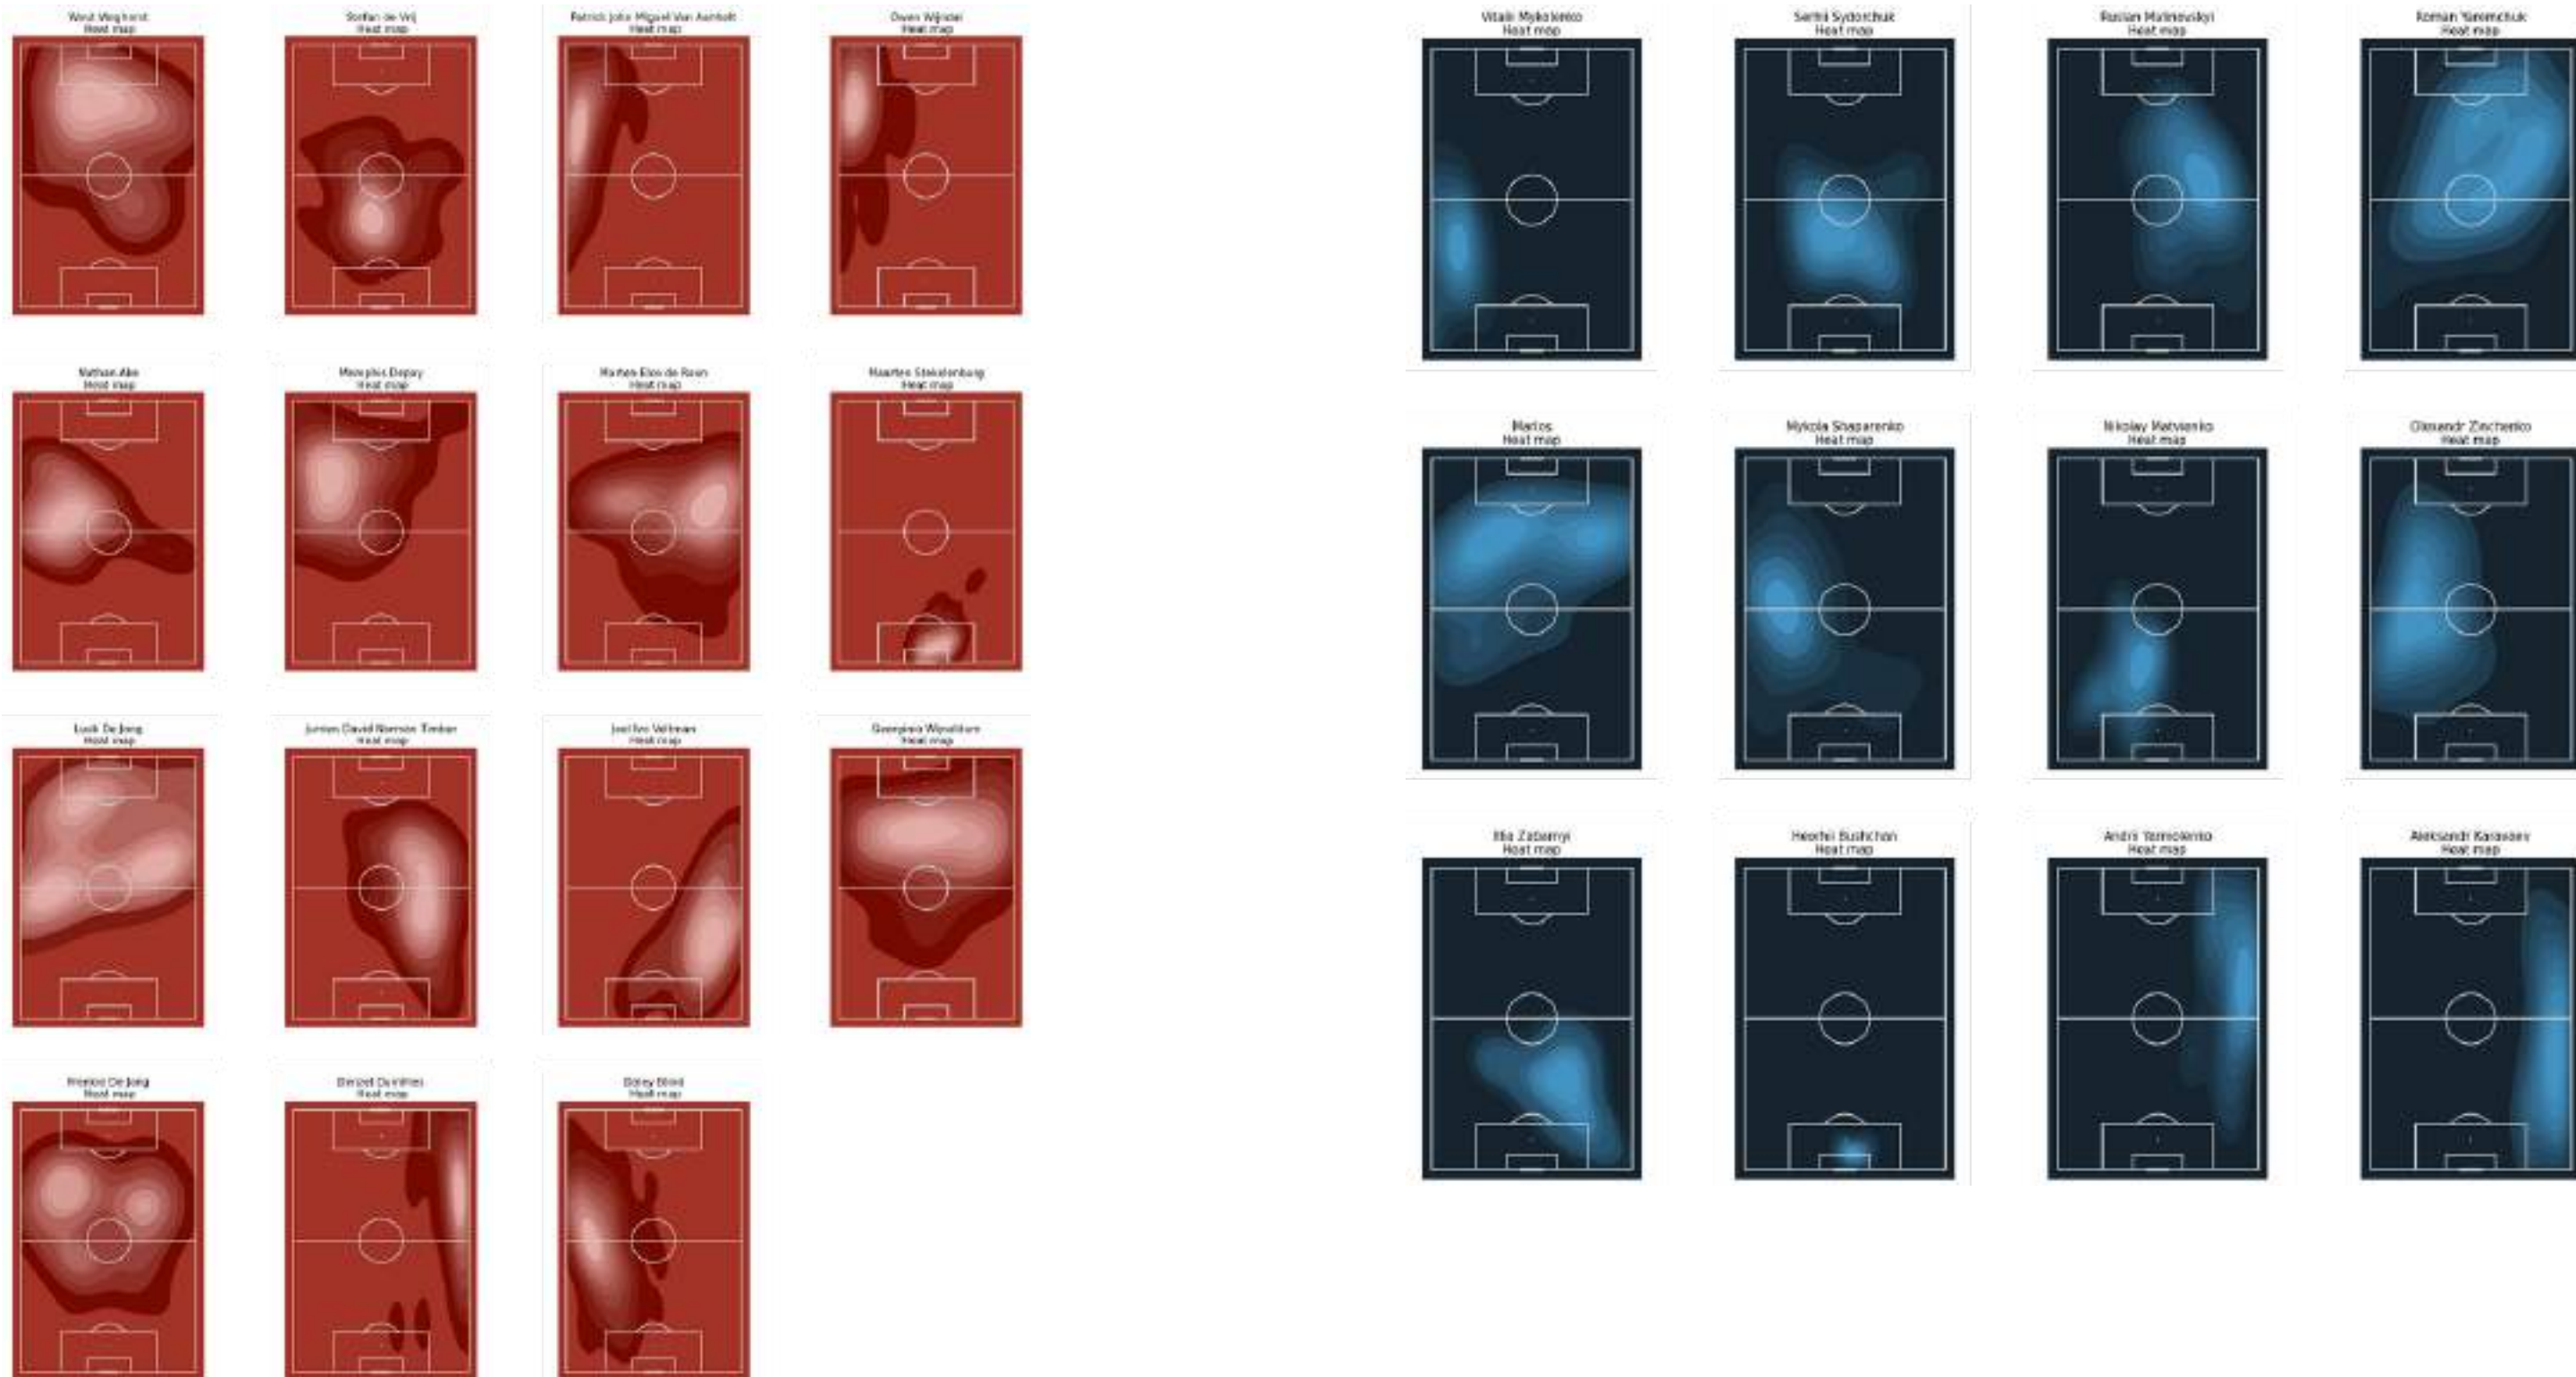 Wout Weghorst
Heat map
Stefan de Vrij
Heat map
Patrick John Miguel Van Aanholt
Heat map
Owen Wijndal
Heat map
Vitalii Mykolenko
Heat map
Serhii Sydorchuk
Heat map
Ruslan Malinovskyi
Heat map
Roman Yaremchuk
Heat map
Nathan Ake
Heat map
Memphis Depay
Heat map
Marten Elco de Roon
Heat map
Maarten Stekelenburg
Heat map
Marlos
Heat map
Mykola Shaparenko
Heat map
Nikolay Matvienko
Heat map
Olexandr Zinchenko
Heat map
Luuk De Jong
Heat map
Jurrien David Norman Timber
Heat map
Joel Ivo Veltman
Heat map
Georginio Wijnaldum
Heat map
Illia Zabarnyi
Heat map
Heorhii Bushchan
Heat map
Andrii Yarmolenko
Heat map
Aleksandr Karavaev
Heat map
Frenkie De Jong
Heat map
Denzel Dumfries
Heat map
Daley Blind
Heat map